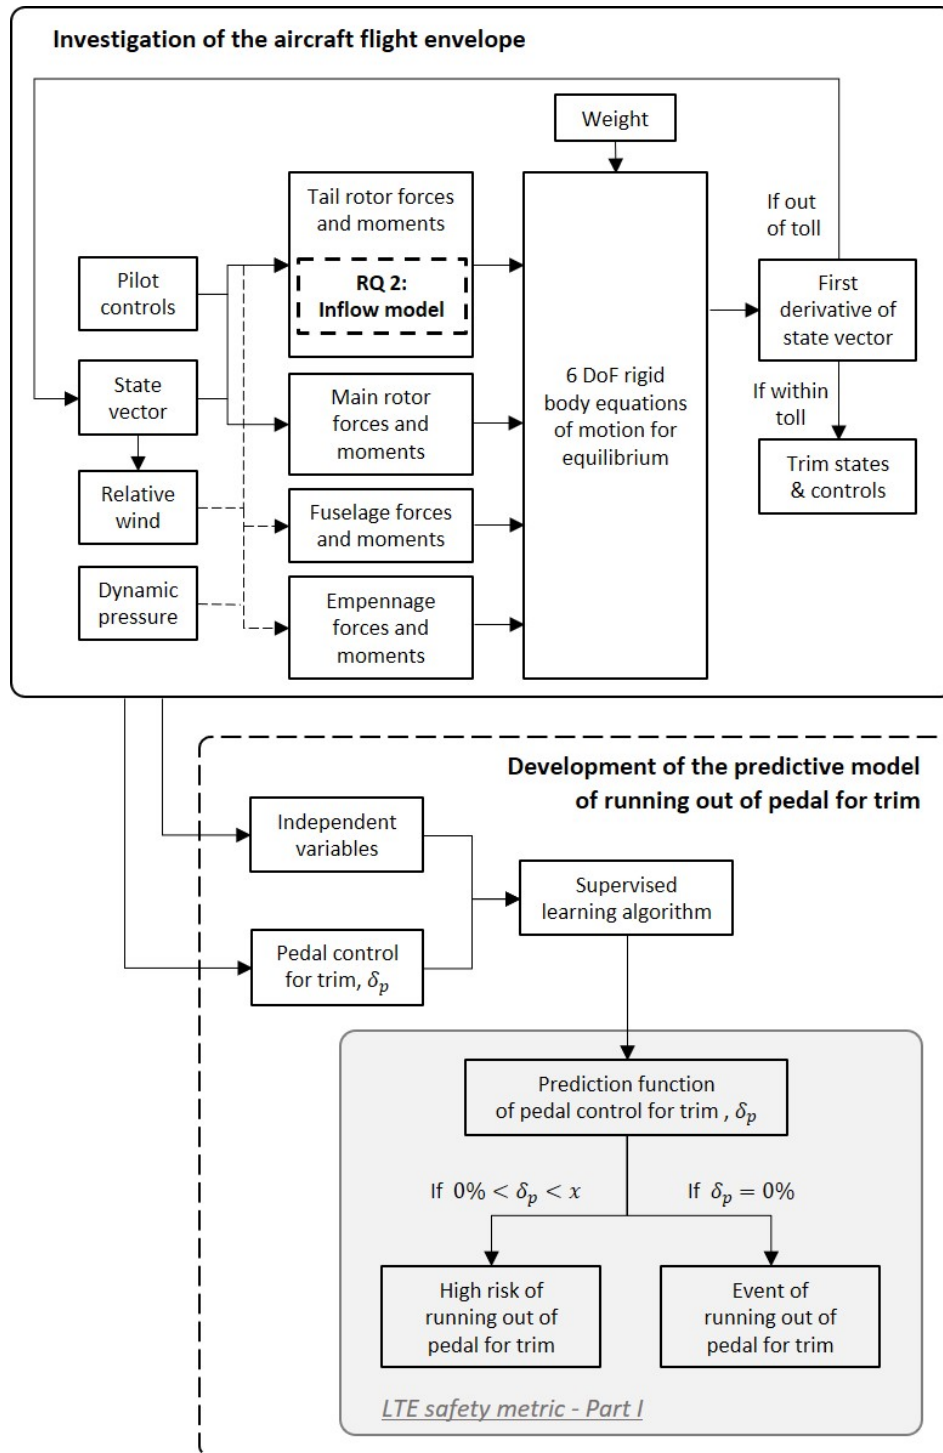 Investigation of the aircraft flight envelope
Weight
Tail rotor forces
and moments
RQ 2:
Inflow model
If out
of toll
Pilot
controls
First
derivative of
state vector
State
vector
Main rotor
forces and
moments
6 DoF rigid
body equations
of motion for
equilibrium
If within
toll
Trim states
& controls
Relative
wind
Fuselage forces
and moments
Dynamic
pressure
Empennage
forces and
moments
Development of the predictive model
of running out of pedal for trim
Independent
variables
Supervised
learning algorithm
Pedal control
for trim, δₚ
Prediction function
of pedal control for trim , δₚ
If 0% < δₚ < x
If δₚ = 0%
High risk of
running out of
pedal for trim
Event of
running out of
pedal for trim
LTE safety metric - Part I